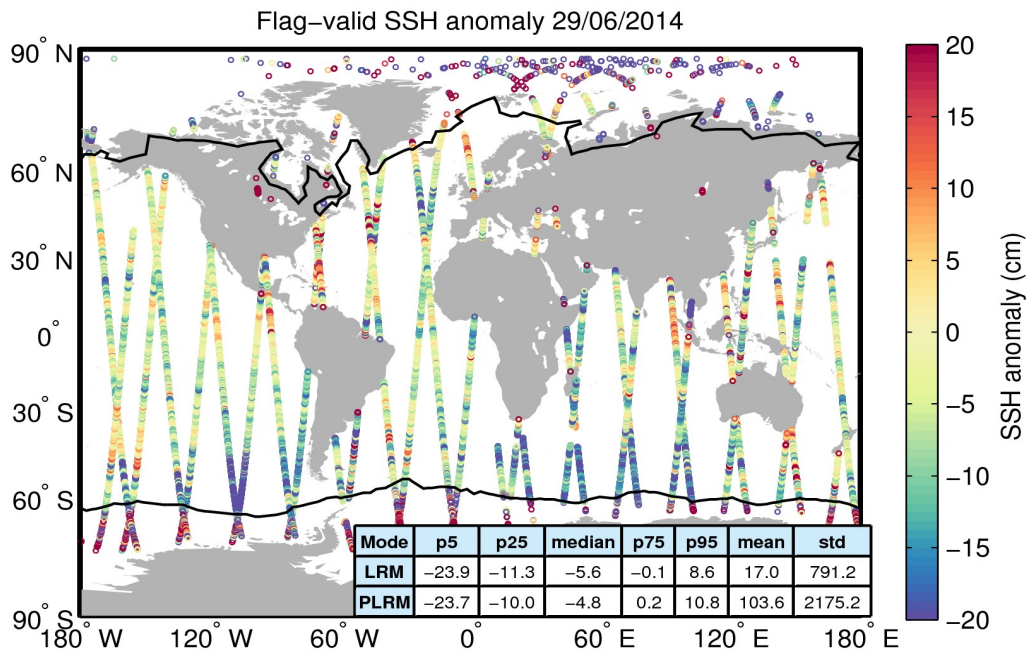 Flag−valid SSH anomaly 29/06/2014
90° N
60° N
30° N
0°
30° S
60° S
90° S
180° W
120° W
60° W
0°
60° E
120° E
180° E
Mode p5 p25 median p75 p95 mean std
LRM −23.9 −11.3 −5.6 −0.1 8.6 17.0 791.2
PLRM −23.7 −10.0 −4.8 0.2 10.8 103.6 2175.2
20
15
10
5
0
−5
−10
−15
−20
SSH anomaly (cm)